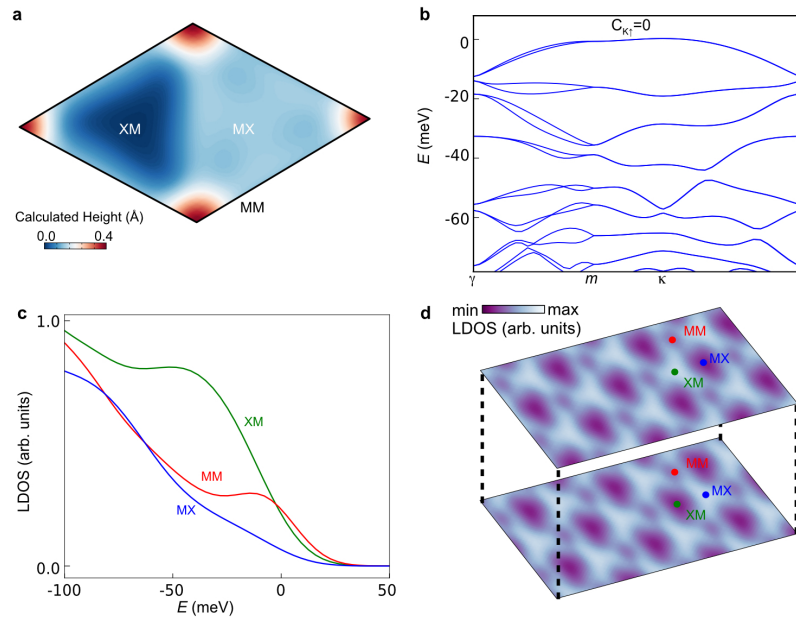 a
XM
MX
MM
Calculated Height (Å)
0.0
0.4
b
C_K↑=0
0
-20
-40
-60
E (meV)
γ
m
κ
c
1.0
0.0
LDOS (arb. units)
XM
MM
MX
-100
-50
0
50
E (meV)
d
min
max
LDOS (arb. units)
MM
MX
XM
MM
MX
XM